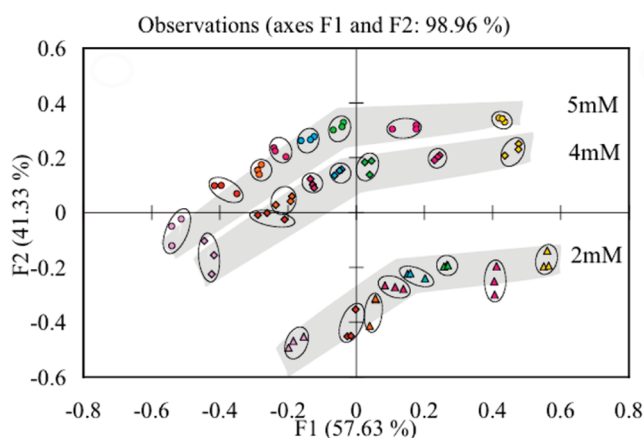 Observations (axes F1 and F2: 98.96 %)
0.6
0.4
0.2
0
-0.2
-0.4
-0.6
F2 (41.33 %)
5mM
4mM
2mM
-0.8 -0.6 -0.4 -0.2 0 0.2 0.4 0.6 0.8
F1 (57.63 %)